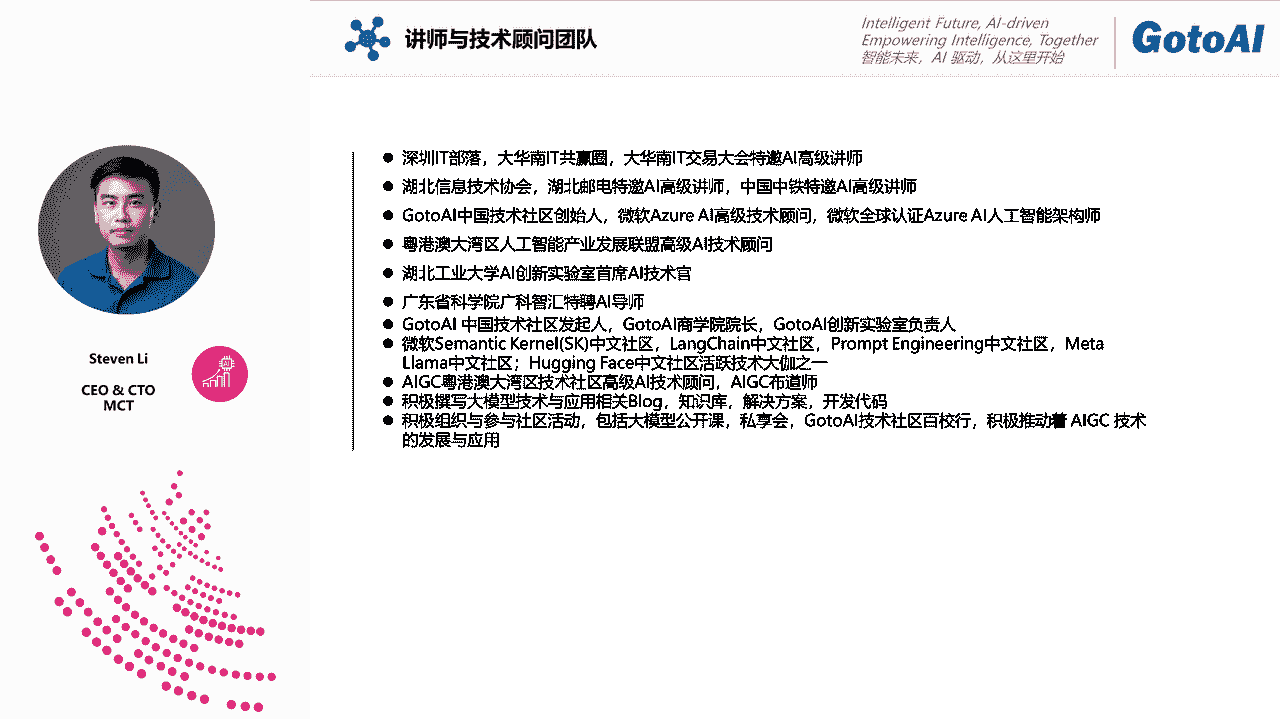 讲师与技术顾问团队
Intelligent Future, AI-driven
Empowering Intelligence, Together
智能未来，AI 驱动，从这里开始
GotoAI
Steven Li
CEO & CTO
MCT
AI
● 深圳IT部落，大华南IT共赢圈，大华南IT交易大会特邀AI高级讲师
● 湖北信息技术协会，湖北邮电特邀AI高级讲师，中国中铁特邀AI高级讲师
● GotoAI中国技术社区创始人，微软Azure AI高级技术顾问，微软全球认证Azure AI人工智能架构师
● 粤港澳大湾区人工智能产业发展联盟高级AI技术顾问
● 湖北工业大学AI创新实验室首席AI技术官
● 广东省科学院广科智汇特聘AI导师
● GotoAI 中国技术社区发起人，GotoAI商学院院长，GotoAI创新实验室负责人
● 微软Semantic Kernel(SK)中文社区，LangChain中文社区，Prompt Engineering中文社区，Meta
Llama中文社区；Hugging Face中文社区活跃技术大伽之一
● AIGC粤港澳大湾区技术社区高级AI技术顾问，AIGC布道师
● 积极撰写大模型技术与应用相关Blog，知识库，解决方案，开发代码
● 积极组织与参与社区活动，包括大模型公开课，私享会，GotoAI技术社区百校行，积极推动着 AIGC 技术
的发展与应用